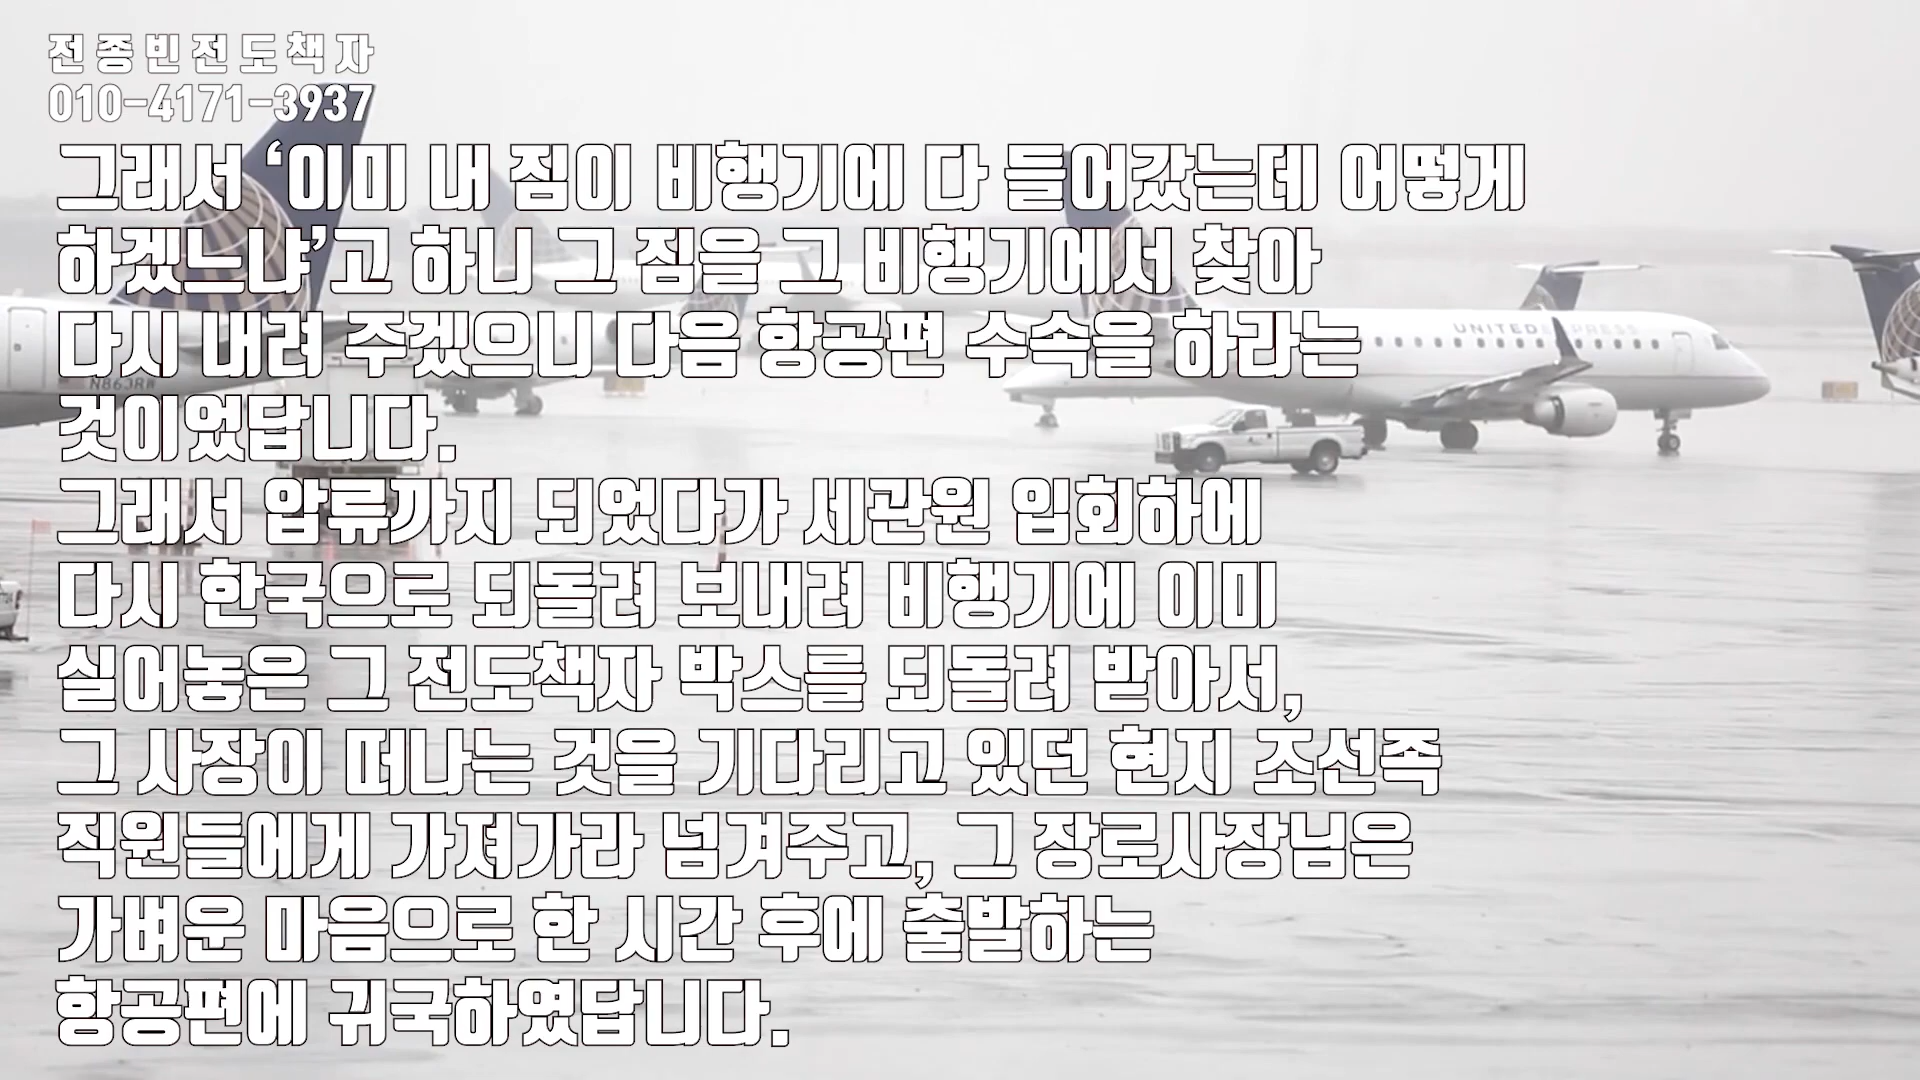 전종빈전도책자
010-4171-3937
그래서 ‘이미 내 짐이 비행기에 다 들어갔는데 어떻게
하겠느냐’고 하니 그 짐을 그 비행기에서 찾아
다시 내려 주겠으니 다음 항공편 수속을 하라는
것이었답니다.
그래서 압류까지 되었다가 세관원 입회하에
다시 한국으로 되돌려 보내려 비행기에 이미
실어놓은 그 전도책자 박스를 되돌려 받아서,
그 사장이 떠나는 것을 기다리고 있던 현지 조선족
직원들에게 가져가라 넘겨주고, 그 장로사장님은
가벼운 마음으로 한 시간 후에 출발하는
항공편에 귀국하였답니다.
UNITED EXPRESS
N863RW